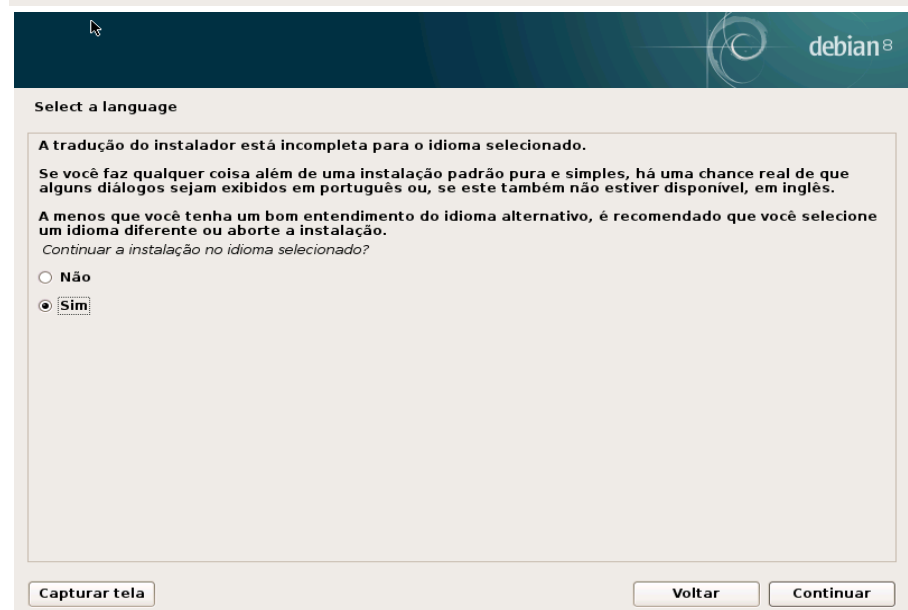 debian 8
Select a language
A tradução do instalador está incompleta para o idioma selecionado.
Se você faz qualquer coisa além de uma instalação padrão pura e simples, há uma chance real de que
alguns diálogos sejam exibidos em português ou, se este também não estiver disponível, em inglês.
A menos que você tenha um bom entendimento do idioma alternativo, é recomendado que você selecione
um idioma diferente ou aborte a instalação.
Continuar a instalação no idioma selecionado?
Não
Sim
Capturar tela
Voltar
Continuar